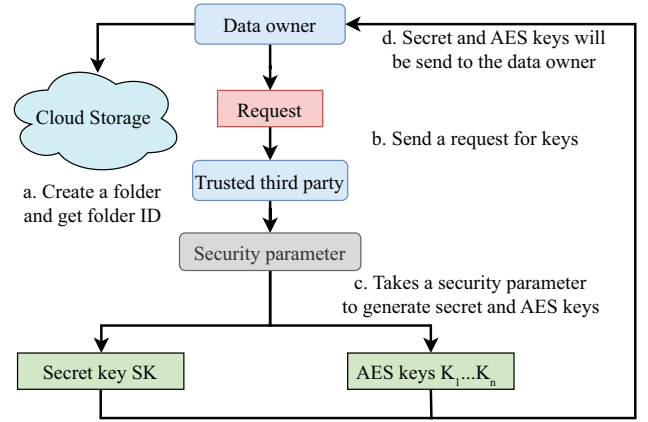 Data owner
d. Secret and AES keys will
be send to the data owner
Cloud Storage
Request
b. Send a request for keys
Trusted third party
a. Create a folder
and get folder ID
Security parameter
c. Takes a security parameter
to generate secret and AES keys
Secret key SK
AES keys K₁...Kₙ